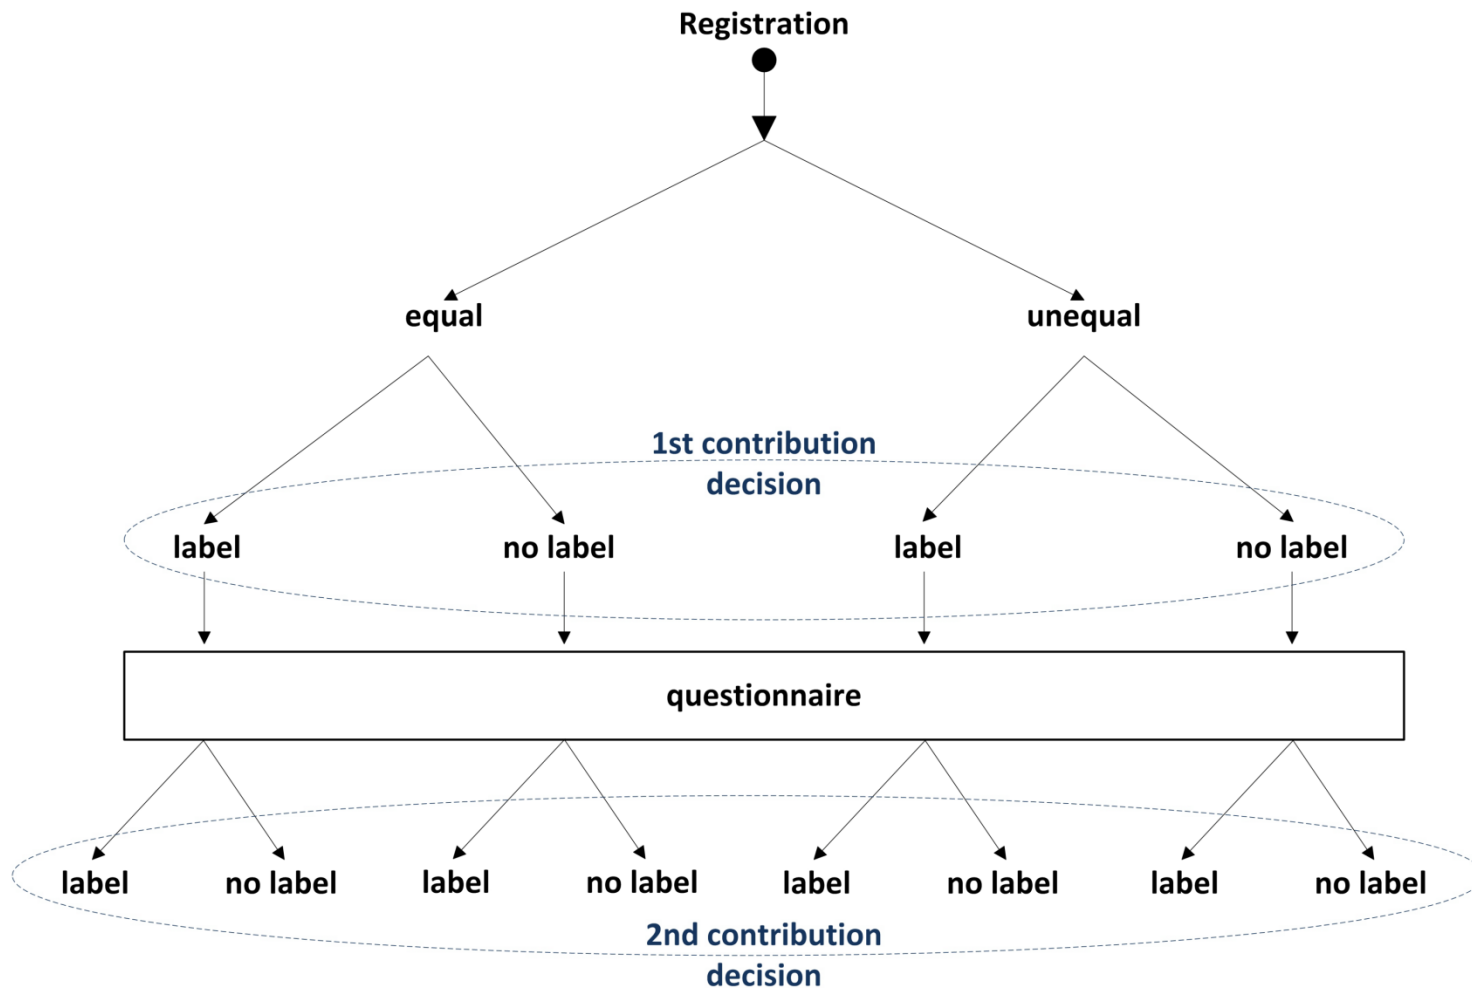 Registration
equal
unequal
1st contribution
decision
label
no label
label
no label
questionnaire
label
no label
label
no label
label
no label
label
no label
2nd contribution
decision